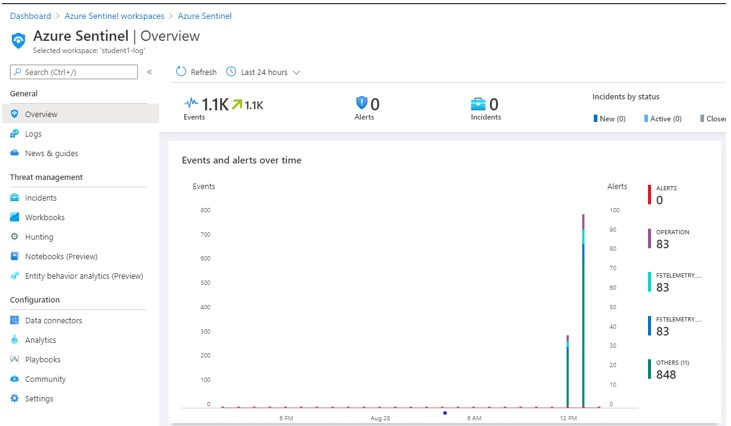 Dashboard > Azure Sentinel workspaces > Azure Sentinel
Azure Sentinel | Overview
Selected workspace: 'student1-log'
Search (Ctrl+/)
«
Refresh
Last 24 hours
General
Overview
Logs
News & guides
Threat management
Incidents
Workbooks
Hunting
Notebooks (Preview)
Entity behavior analytics (Preview)
Configuration
Data connectors
Analytics
Playbooks
Community
Settings
1.1K 1.1K
Events
0
Alerts
0
Incidents
Incidents by status
New (0) Active (0) Close
Events and alerts over time
Events
800
700
600
500
400
300
200
100
0
6 PM Aug 28 6 AM 12 PM
Alerts
100
90
80
70
60
50
40
30
20
10
0
ALERTS
0
OPERATION
83
FSTELEMETRY_...
83
FSTELEMETRY_...
83
OTHERS (11)
848